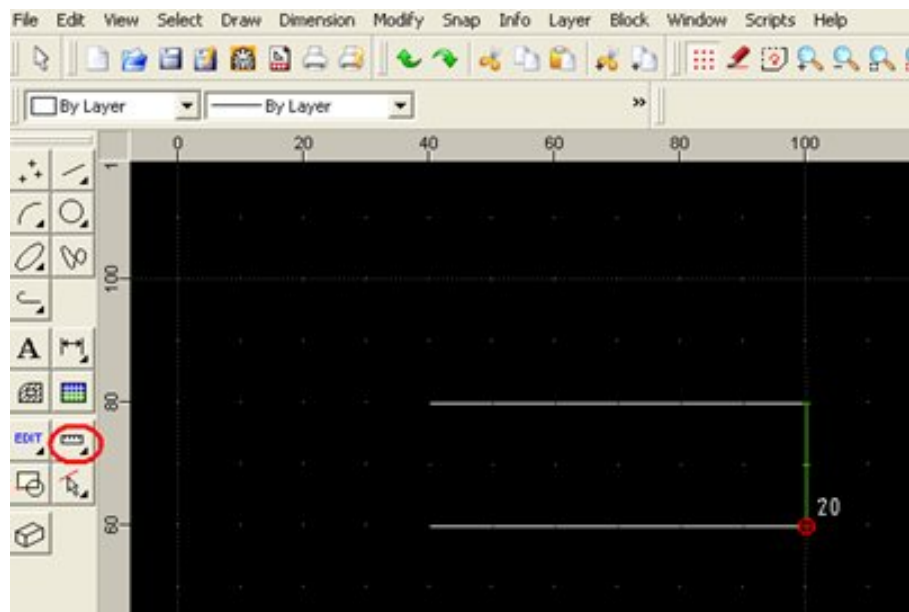 File Edit View Select Draw Dimension Modify Snap Info Layer Block Window Scripts Help
By Layer By Layer »
0 20 40 60 80 100
1
100
A
80
EDIT
20
60